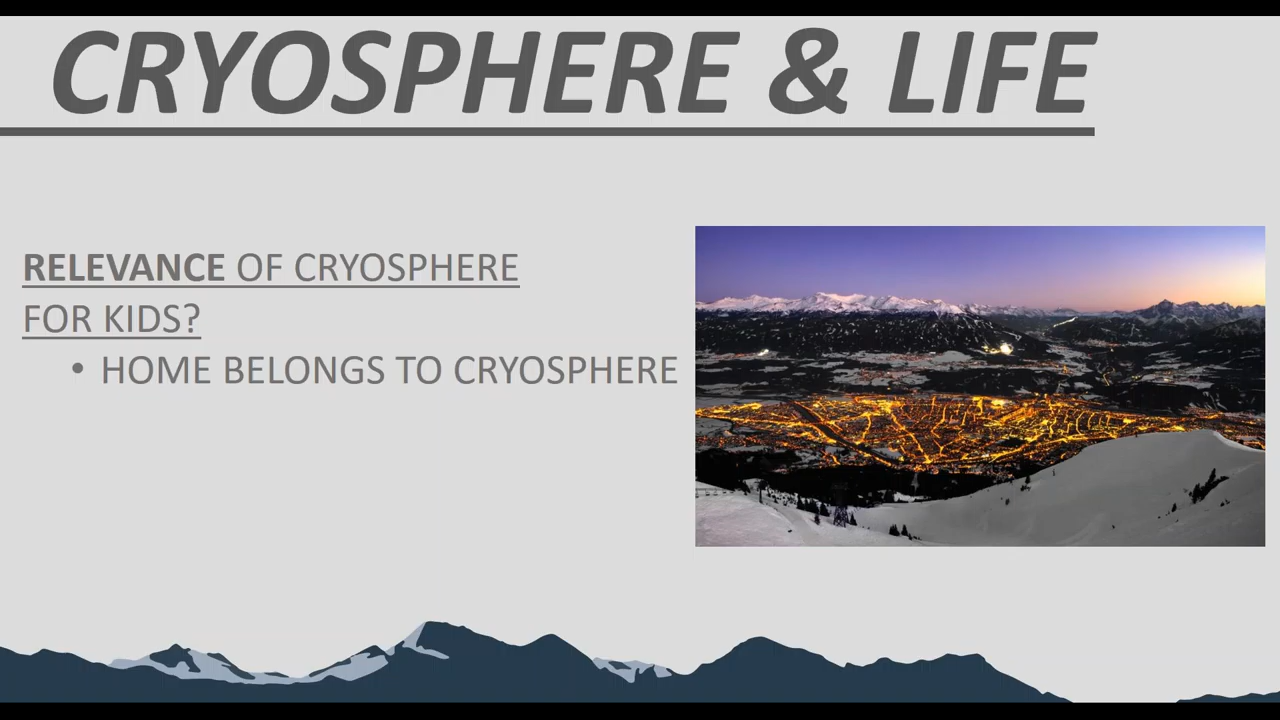 CRYOSPHERE & LIFE
RELEVANCE OF CRYOSPHERE
FOR KIDS?
• HOME BELONGS TO CRYOSPHERE